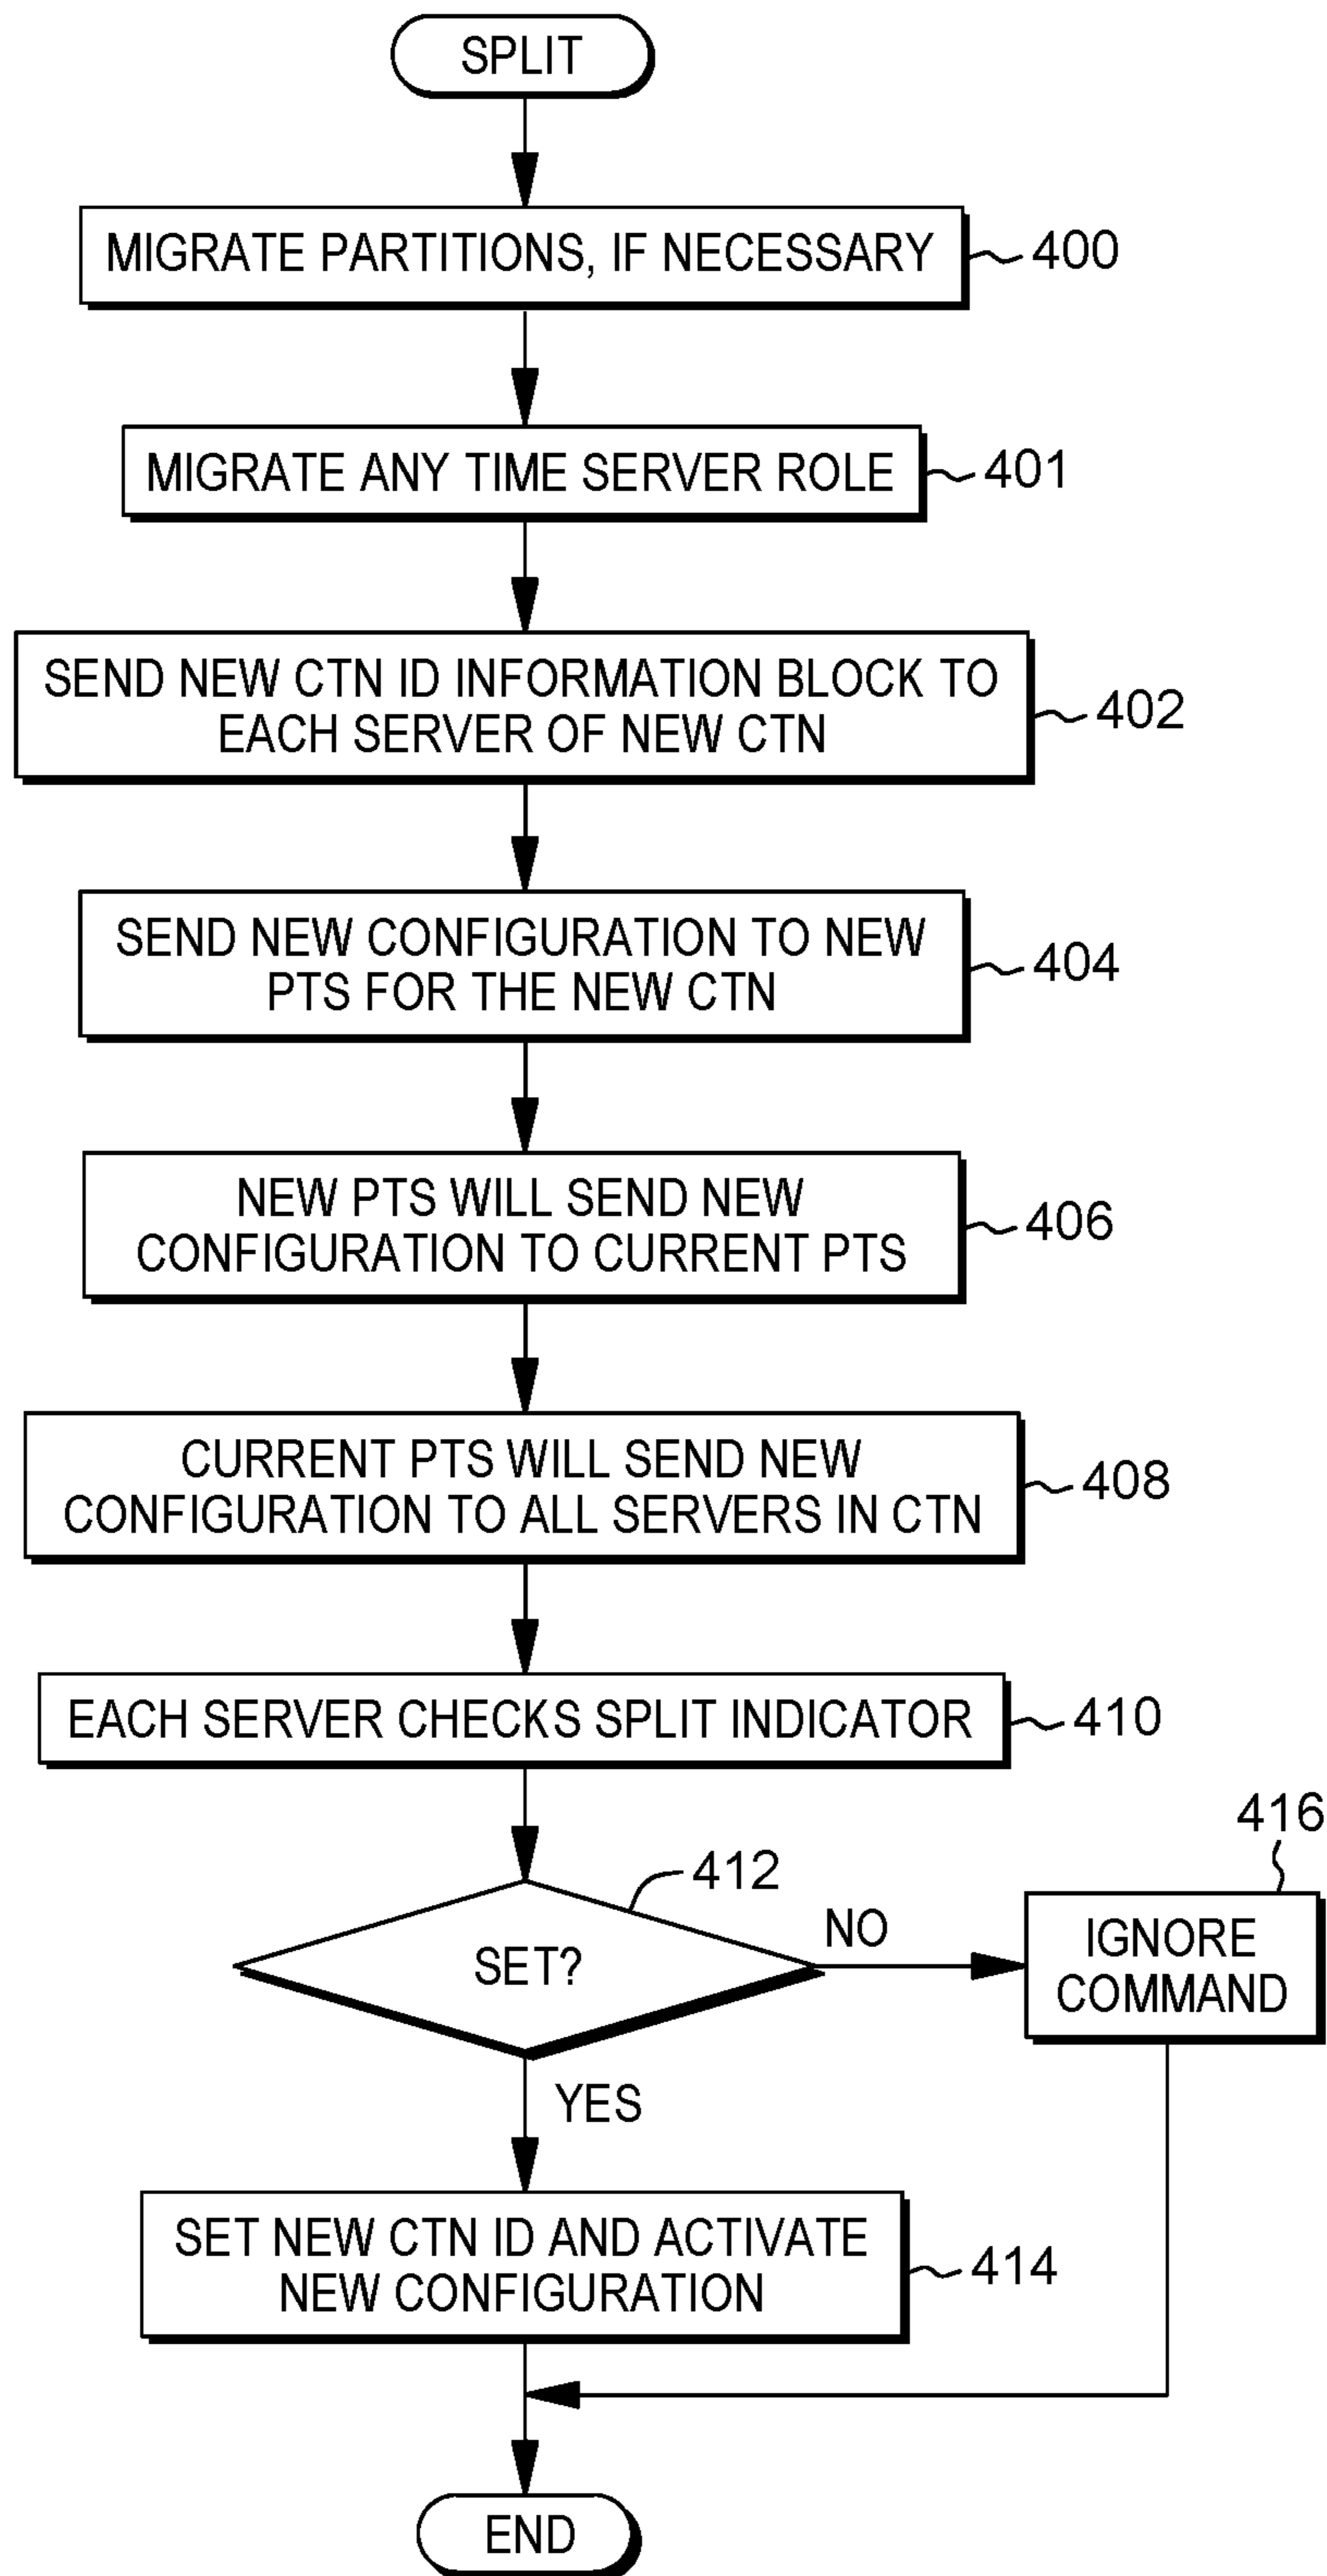 SPLIT
MIGRATE PARTITIONS, IF NECESSARY
400
MIGRATE ANY TIME SERVER ROLE
401
SEND NEW CTN ID INFORMATION BLOCK TO
EACH SERVER OF NEW CTN
402
SEND NEW CONFIGURATION TO NEW
PTS FOR THE NEW CTN
404
NEW PTS WILL SEND NEW
CONFIGURATION TO CURRENT PTS
406
CURRENT PTS WILL SEND NEW
CONFIGURATION TO ALL SERVERS IN CTN
408
EACH SERVER CHECKS SPLIT INDICATOR
410
SET?
412
NO
IGNORE
COMMAND
416
YES
SET NEW CTN ID AND ACTIVATE
NEW CONFIGURATION
414
END